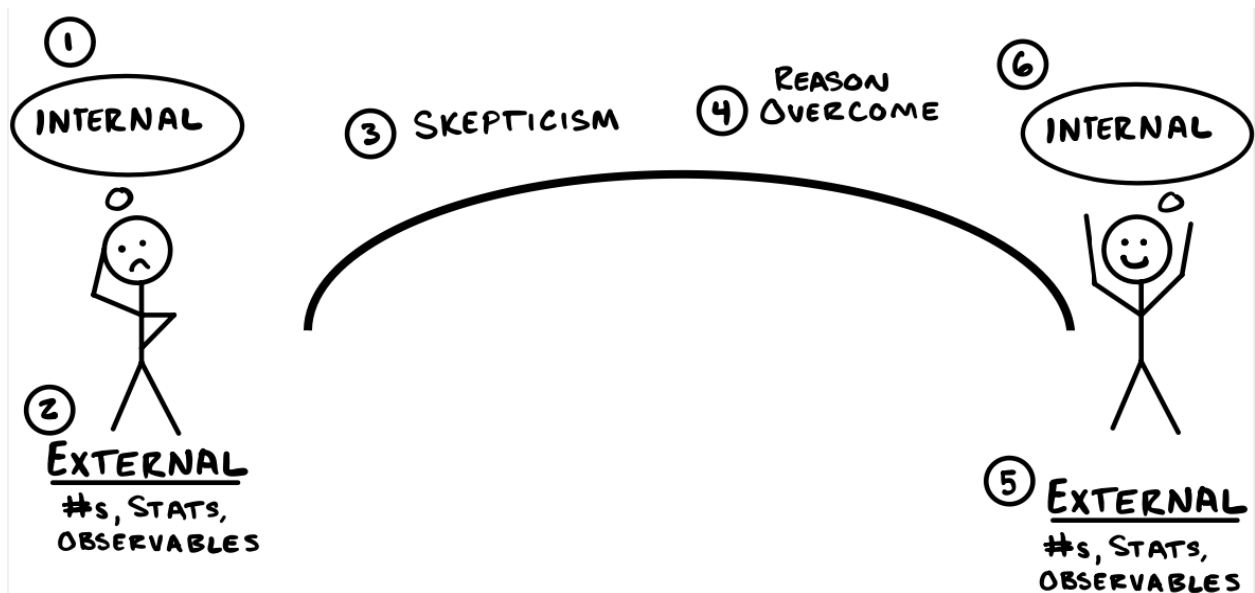 1
INTERNAL
2
EXTERNAL
#s, STATS,
OBSERVABLES
3 SKEPTICISM
4 REASON
OVERCOME
5 EXTERNAL
#s, STATS,
OBSERVABLES
6
INTERNAL